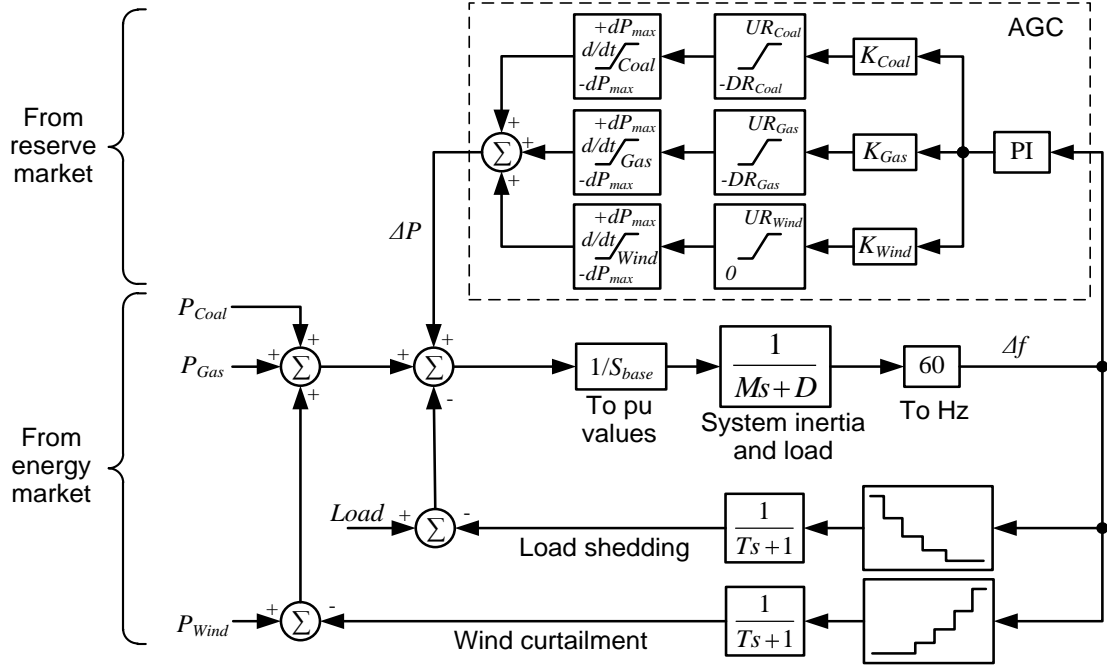 AGC
From
reserve
market
+dPmax
d/dt
Coal
-dPmax
URCoal
-DRCoal
KCoal
+dPmax
d/dt
Gas
-dPmax
URGas
-DRGas
KGas
PI
+dPmax
d/dt
Wind
-dPmax
URWind
0
KWind
+
+
+
Σ
ΔP
From
energy
market
PCoal
PGas
+
+
+
Σ
+
+
-
Σ
1/Sbase
To pu
values
1
Ms+D
System inertia
and load
60
To Hz
Δf
Load
+
-
Σ
Load shedding
1
Ts+1
PWind
+
-
Σ
Wind curtailment
1
Ts+1